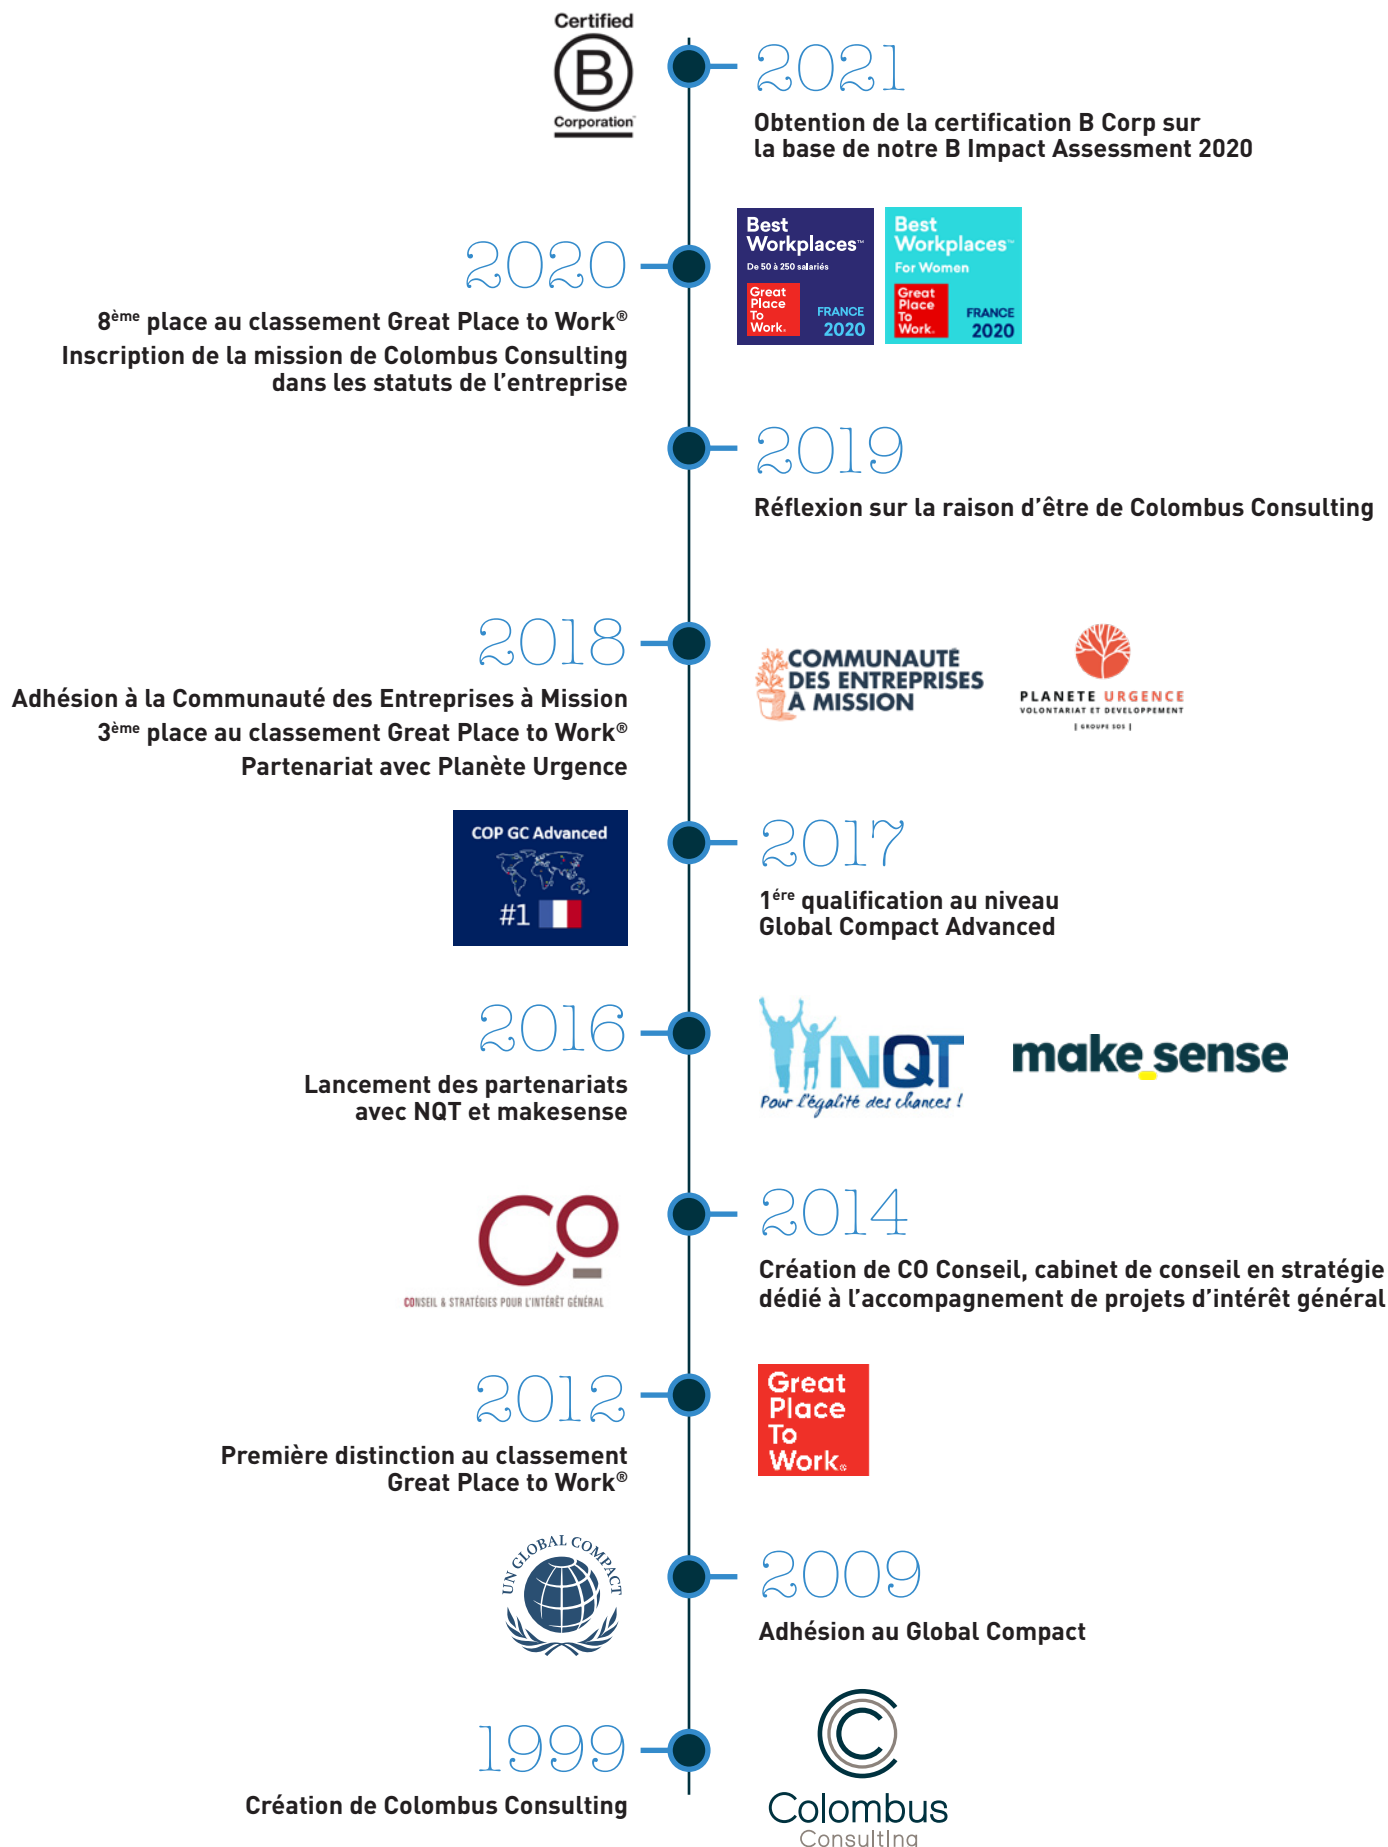 Certified
B
Corporation™
2021
Obtention de la certification B Corp sur
la base de notre B Impact Assessment 2020
2020
8ème place au classement Great Place to Work®
Inscription de la mission de Colombus Consulting
dans les statuts de l’entreprise
Best
Workplaces™
De 50 à 250 salariés
Great
Place
To
Work®
FRANCE
2020
Best
Workplaces™
For Women
Great
Place
To
Work®
FRANCE
2020
2019
Réflexion sur la raison d’être de Colombus Consulting
2018
Adhésion à la Communauté des Entreprises à Mission
3ème place au classement Great Place to Work®
Partenariat avec Planète Urgence
COMMUNAUTÉ
DES ENTREPRISES
À MISSION
PLANETE URGENCE
VOLONTARIAT ET DEVELOPPEMENT
| GROUPE SOS |
COP GC Advanced
#1
2017
1ére qualification au niveau
Global Compact Advanced
2016
Lancement des partenariats
avec NQT et makesense
NQT
Pour l’égalité des chances !
make_sense
CO
CONSEIL & STRATÉGIES POUR L’INTÉRÊT GÉNÉRAL
2014
Création de CO Conseil, cabinet de conseil en stratégie
dédié à l’accompagnement de projets d’intérêt général
2012
Première distinction au classement
Great Place to Work®
Great
Place
To
Work®
UN GLOBAL COMPACT
2009
Adhésion au Global Compact
1999
Création de Colombus Consulting
Colombus
Consulting